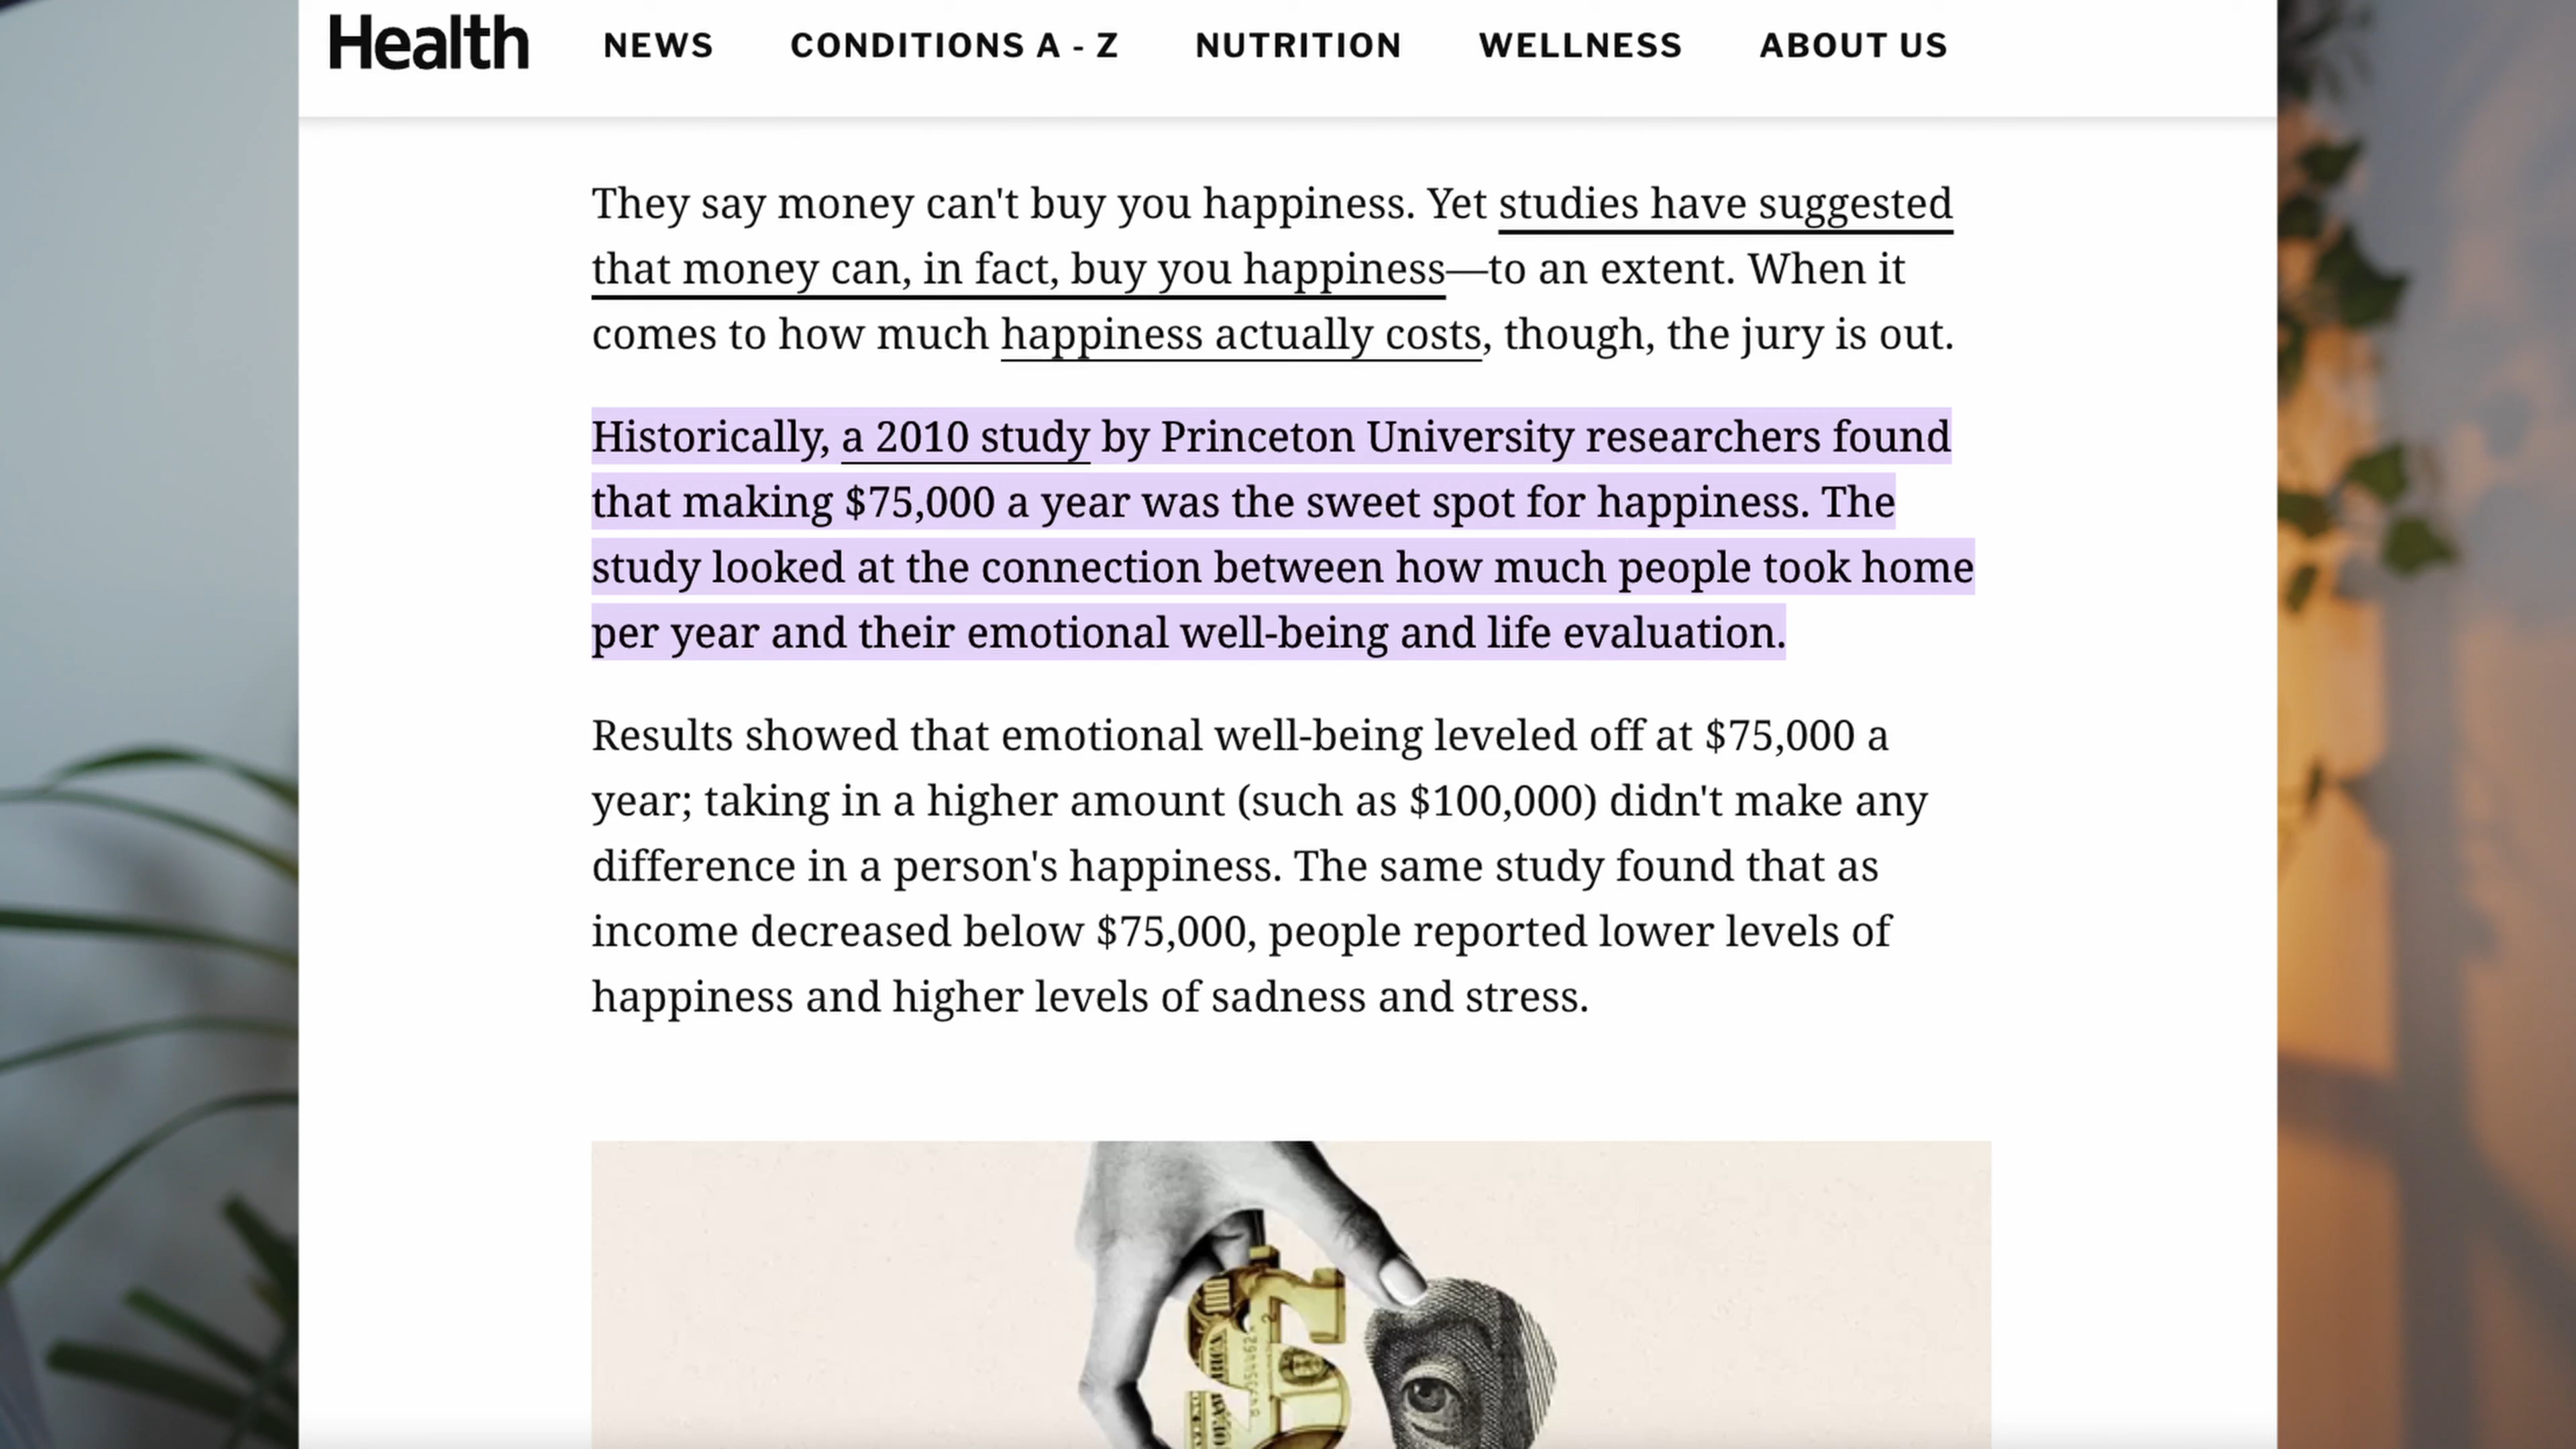 Health
NEWS
CONDITIONS A - Z
NUTRITION
WELLNESS
ABOUT US
They say money can't buy you happiness. Yet studies have suggested
that money can, in fact, buy you happiness—to an extent. When it
comes to how much happiness actually costs, though, the jury is out.
Historically, a 2010 study by Princeton University researchers found
that making $75,000 a year was the sweet spot for happiness. The
study looked at the connection between how much people took home
per year and their emotional well-being and life evaluation.
Results showed that emotional well-being leveled off at $75,000 a
year; taking in a higher amount (such as $100,000) didn't make any
difference in a person's happiness. The same study found that as
income decreased below $75,000, people reported lower levels of
happiness and higher levels of sadness and stress.